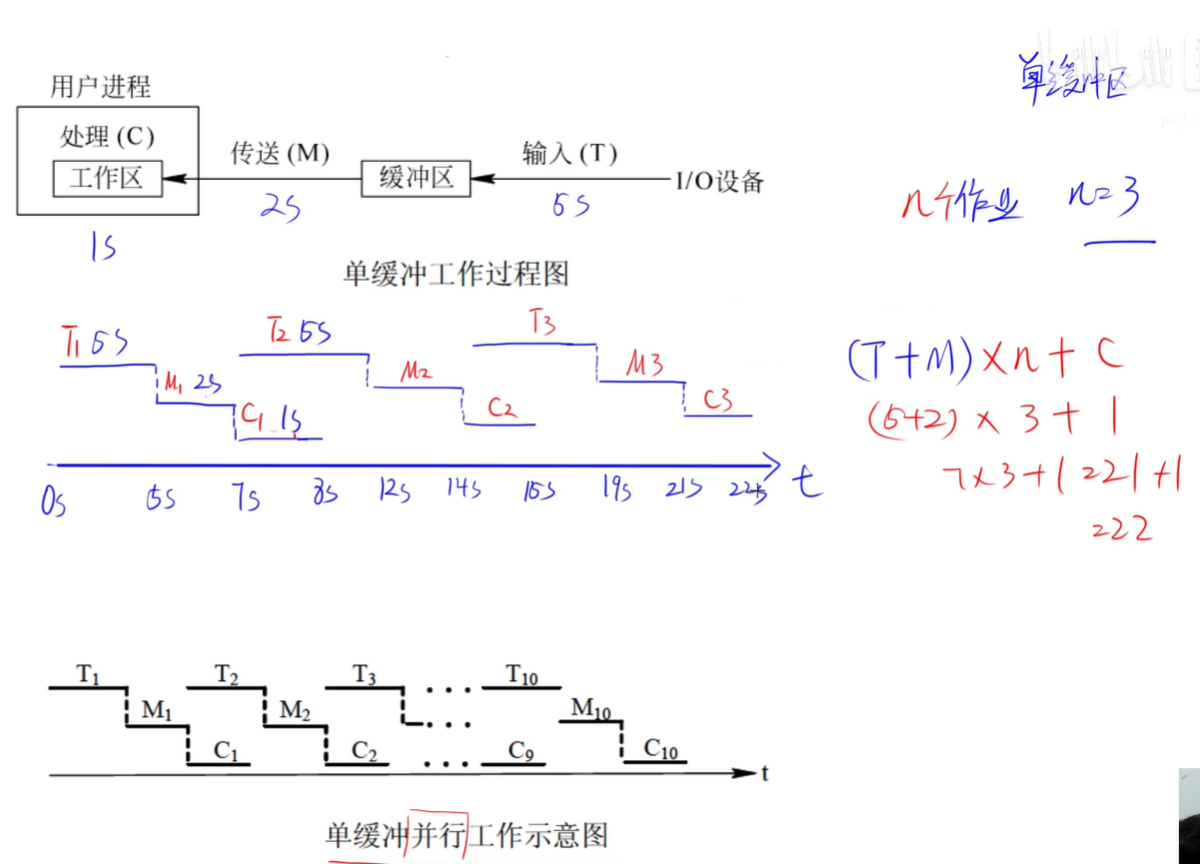 单缓冲区
用户进程
处理 (C)
工作区
传送 (M)
缓冲区
输入 (T)
I/O设备
1s
2s
5s
n个作业 n=3
单缓冲工作过程图
T1 5s
T2 5s
T3
M1 2s
M2
M3
C1 1s
C2
C3
0s 5s 7s 8s 12s 14s 15s 19s 21s 22s t
(T+M)×n+C
(5+2)×3+1
7×3+1=21+1
=22
T1 T2 T3 ··· T10
M1 M2 ··· M10
C1 C2 ··· C9 C10
t
单缓冲并行工作示意图